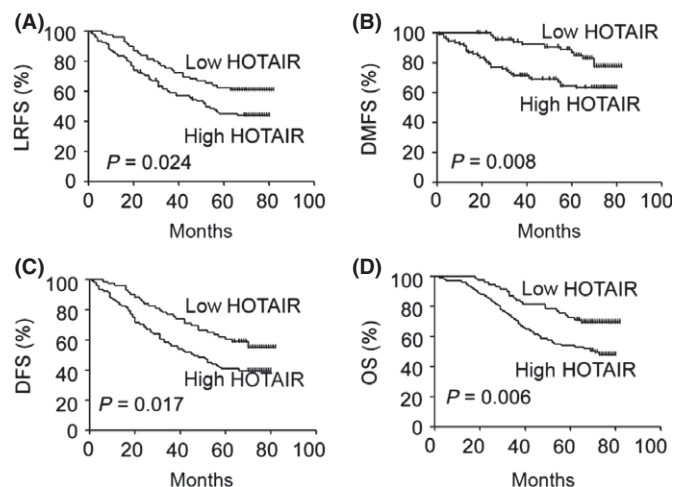 (A)
LRFS (%)
100
80
60
40
20
0
Low HOTAIR
High HOTAIR
P = 0.024
0 20 40 60 80 100
Months
(B)
DMFS (%)
100
80
60
40
20
0
Low HOTAIR
High HOTAIR
P = 0.008
0 20 40 60 80 100
Months
(C)
DFS (%)
100
80
60
40
20
0
Low HOTAIR
High HOTAIR
P = 0.017
0 20 40 60 80 100
Months
(D)
OS (%)
100
80
60
40
20
0
Low HOTAIR
High HOTAIR
P = 0.006
0 20 40 60 80 100
Months